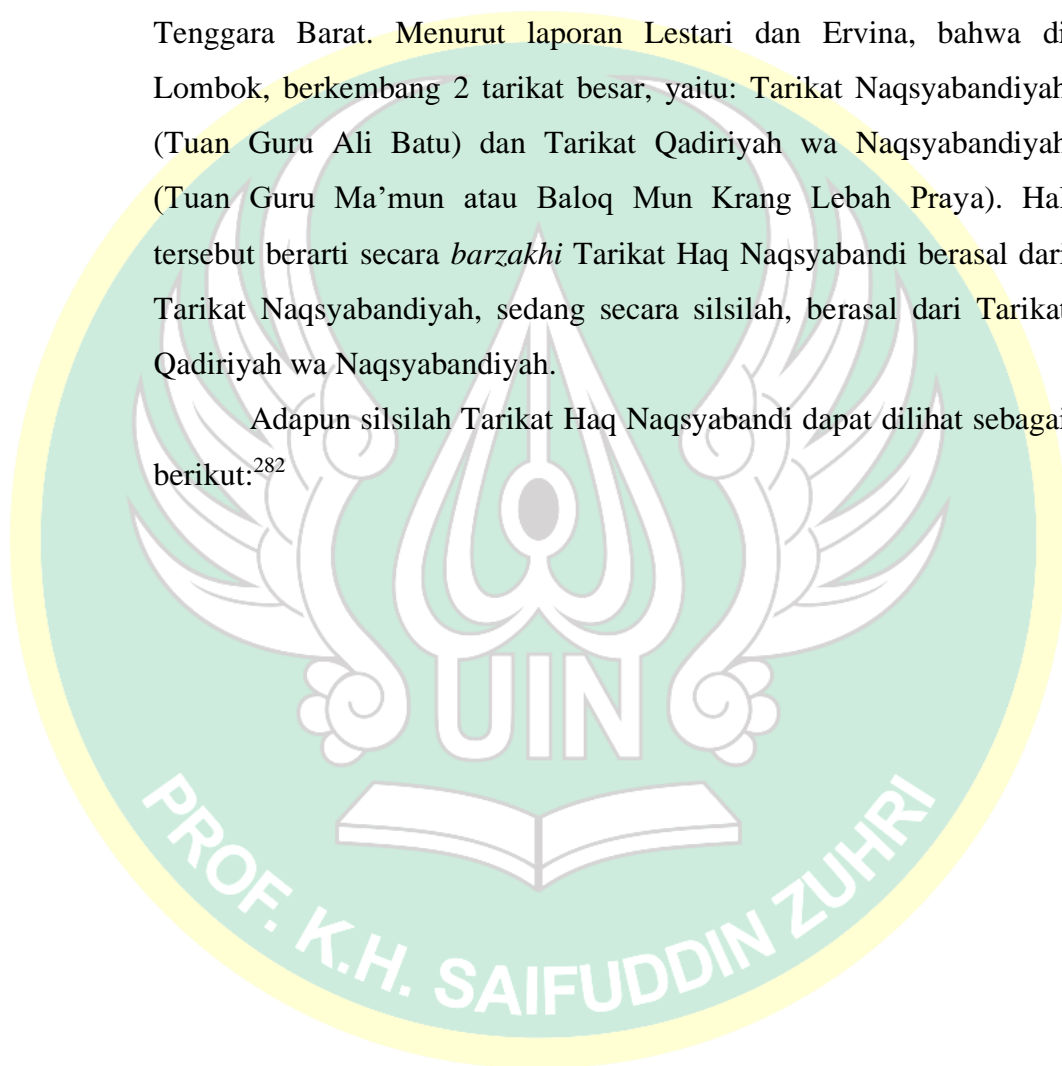 Tenggara Barat. Menurut laporan Lestari dan Ervina, bahwa di
Lombok, berkembang 2 tarikat besar, yaitu: Tarikat Naqsyabandiyah
(Tuan Guru Ali Batu) dan Tarikat Qadiriyah wa Naqsyabandiyah
(Tuan Guru Ma’mun atau Baloq Mun Krang Lebah Praya). Hal
tersebut berarti secara barzakhi Tarikat Haq Naqsyabandi berasal dari
Tarikat Naqsyabandiyah, sedang secara silsilah, berasal dari Tarikat
Qadiriyah wa Naqsyabandiyah.
Adapun silsilah Tarikat Haq Naqsyabandi dapat dilihat sebagai
berikut:282
UIN
PROF. K.H. SAIFUDDIN ZUHRI